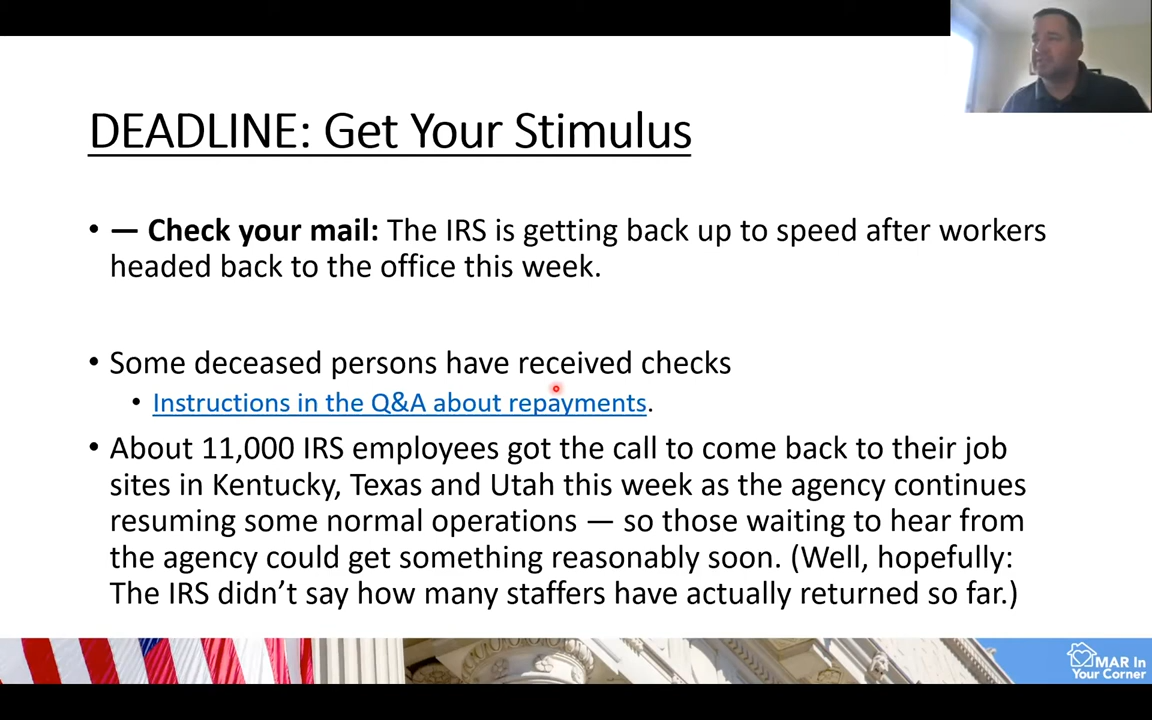 DEADLINE: Get Your Stimulus
• — Check your mail: The IRS is getting back up to speed after workers
headed back to the office this week.
• Some deceased persons have received checks
• Instructions in the Q&A about repayments.
• About 11,000 IRS employees got the call to come back to their job
sites in Kentucky, Texas and Utah this week as the agency continues
resuming some normal operations — so those waiting to hear from
the agency could get something reasonably soon. (Well, hopefully:
The IRS didn’t say how many staffers have actually returned so far.)
MAR In
Your Corner